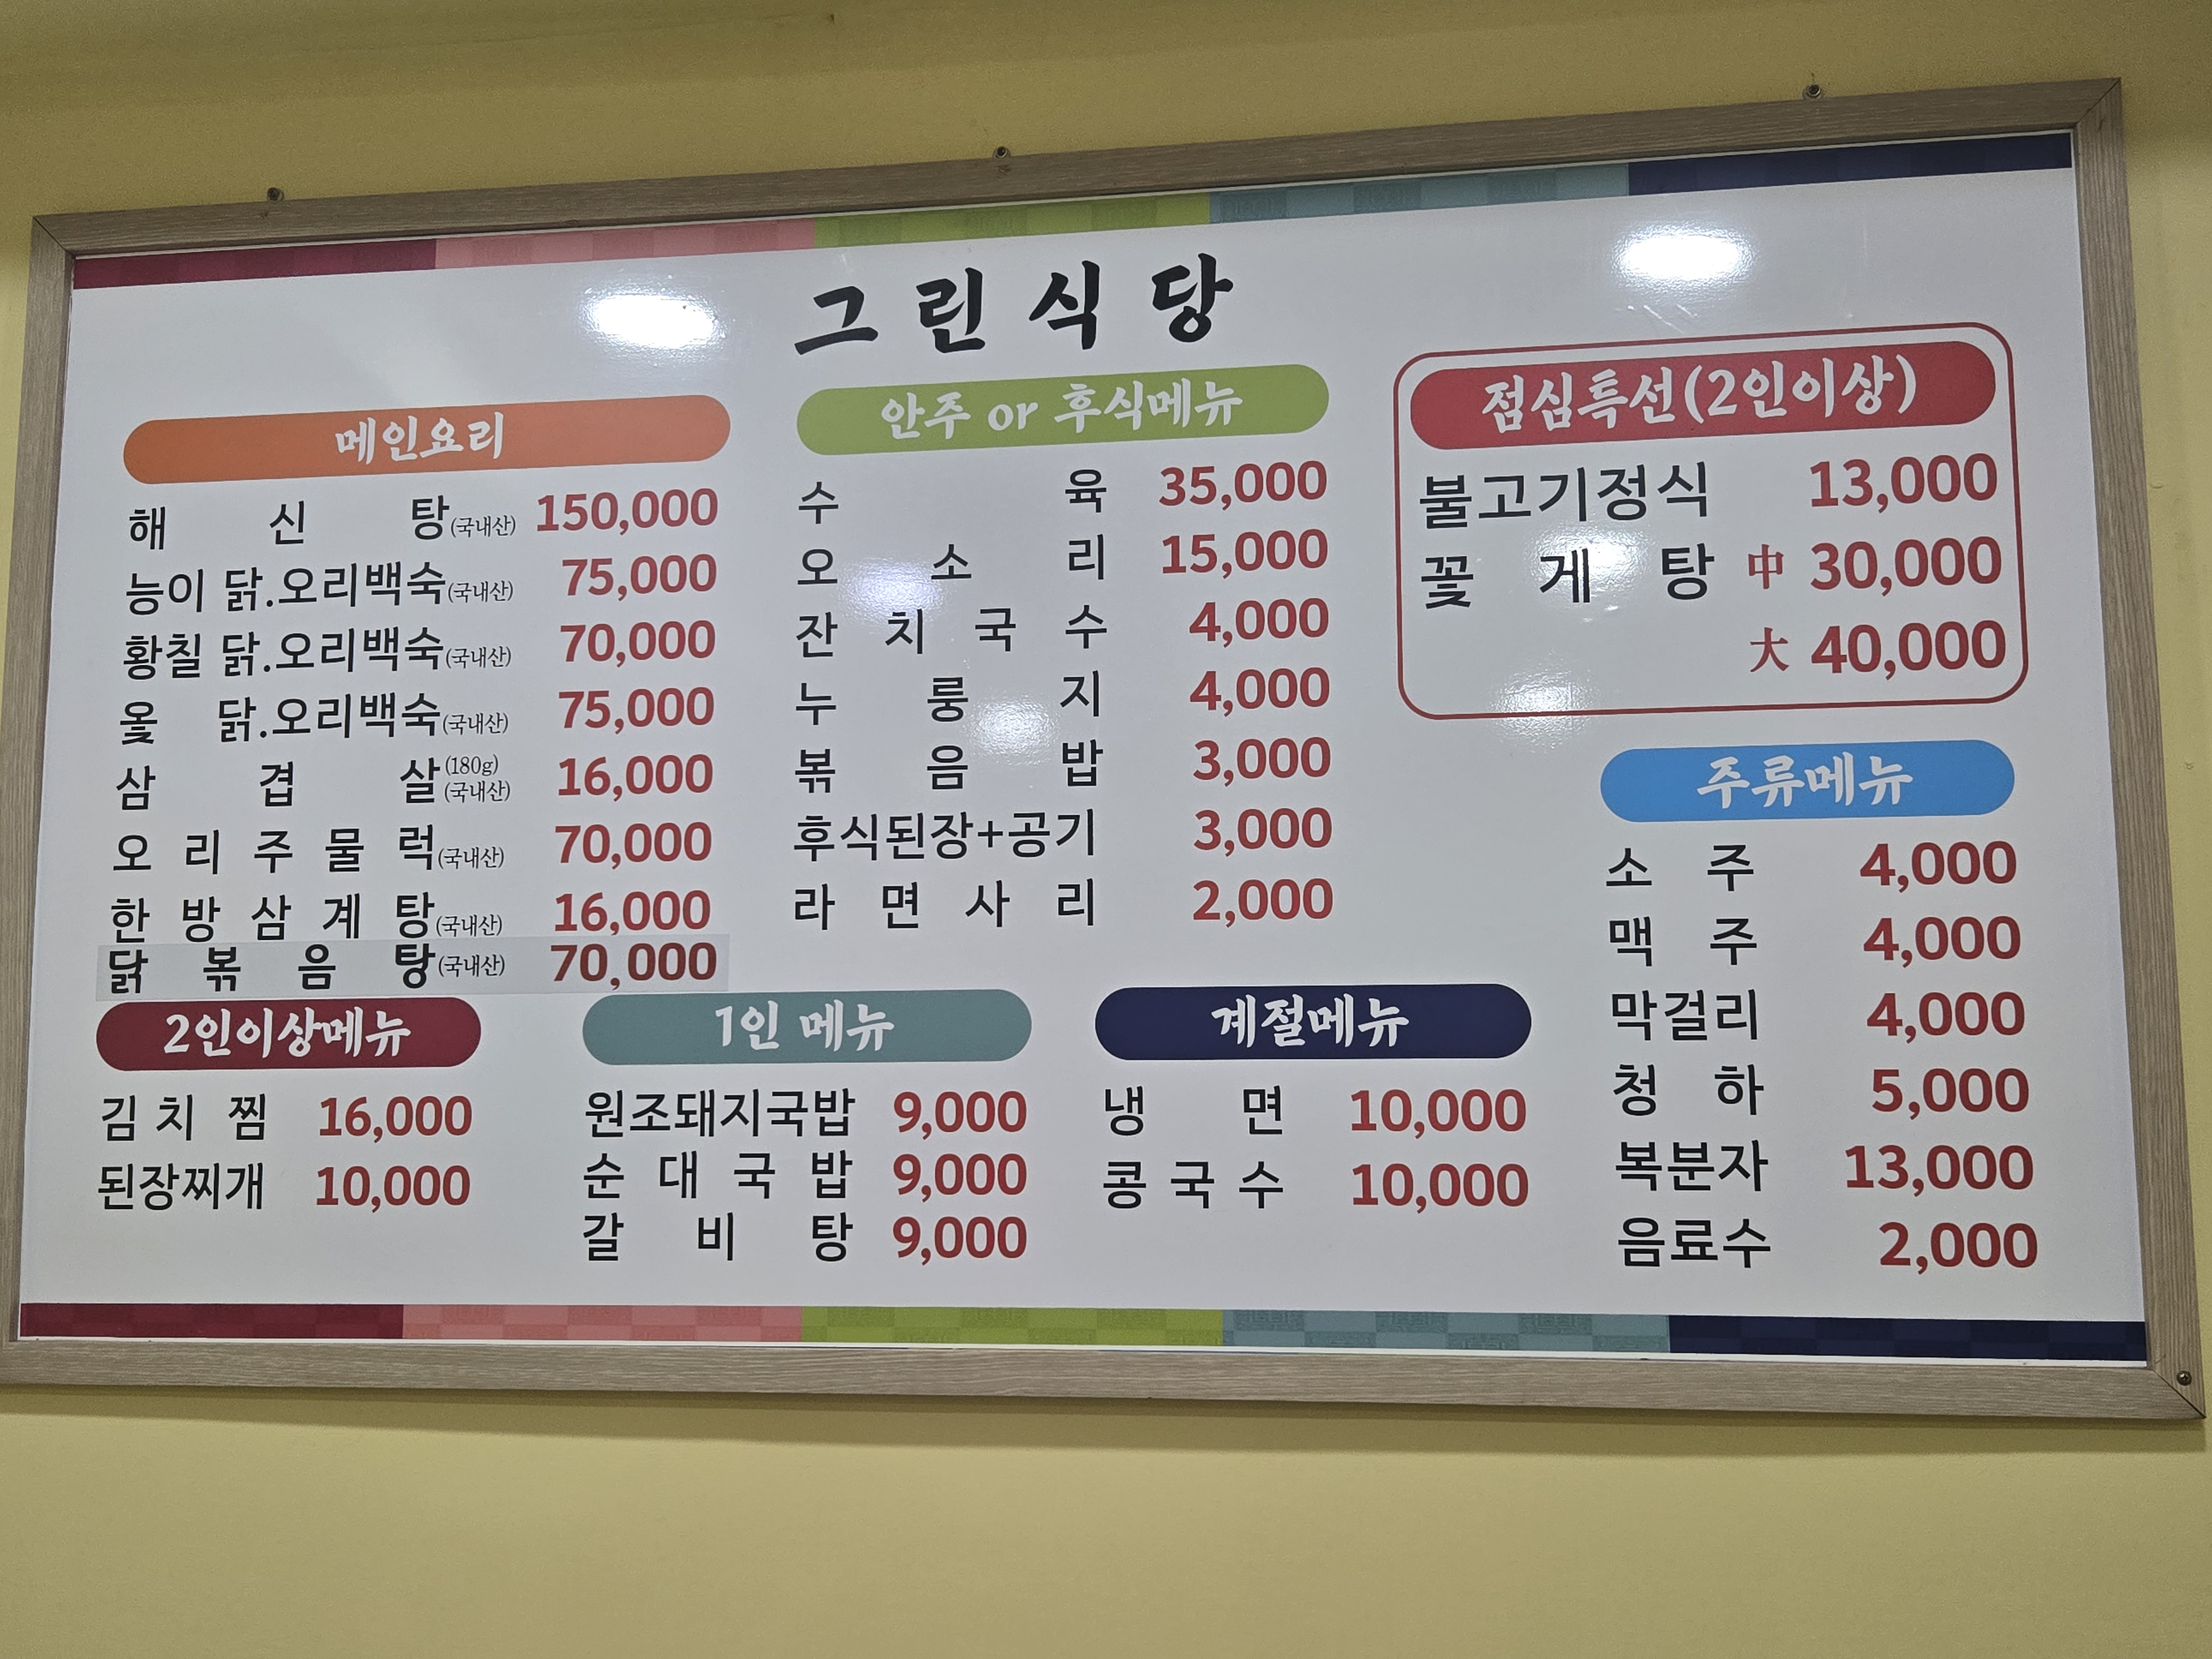 그린식당
메인요리
해신탕(국내산) 150,000
능이 닭.오리백숙(국내산) 75,000
황칠 닭.오리백숙(국내산) 70,000
옻 닭.오리백숙(국내산) 75,000
삼겹살(180g)(국내산) 16,000
오리주물럭(국내산) 70,000
한방삼계탕(국내산) 16,000
닭볶음탕(국내산) 70,000
안주 or 후식메뉴
수육 35,000
오소리 15,000
잔치국수 4,000
누룽지 4,000
볶음밥 3,000
후식된장+공기 3,000
라면사리 2,000
점심특선(2인이상)
불고기정식 13,000
꽃게탕 中 30,000
大 40,000
주류메뉴
소주 4,000
맥주 4,000
막걸리 4,000
청하 5,000
복분자 13,000
음료수 2,000
2인이상메뉴
김치찜 16,000
된장찌개 10,000
1인 메뉴
원조돼지국밥 9,000
순대국밥 9,000
갈비탕 9,000
계절메뉴
냉면 10,000
콩국수 10,000